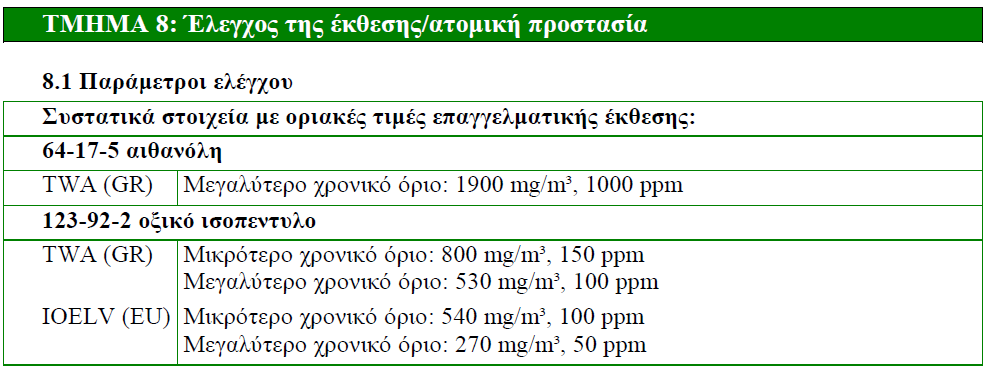 ΤΜΗΜΑ 8: Έλεγχος της έκθεσης/ατομική προστασία
8.1 Παράμετροι ελέγχου
Συστατικά στοιχεία με οριακές τιμές επαγγελματικής έκθεσης:
64-17-5 αιθανόλη
TWA (GR) Μεγαλύτερο χρονικό όριο: 1900 mg/m³, 1000 ppm
123-92-2 οξικό ισοπεντυλο
TWA (GR) Μικρότερο χρονικό όριο: 800 mg/m³, 150 ppm
Μεγαλύτερο χρονικό όριο: 530 mg/m³, 100 ppm
IOELV (EU) Μικρότερο χρονικό όριο: 540 mg/m³, 100 ppm
Μεγαλύτερο χρονικό όριο: 270 mg/m³, 50 ppm